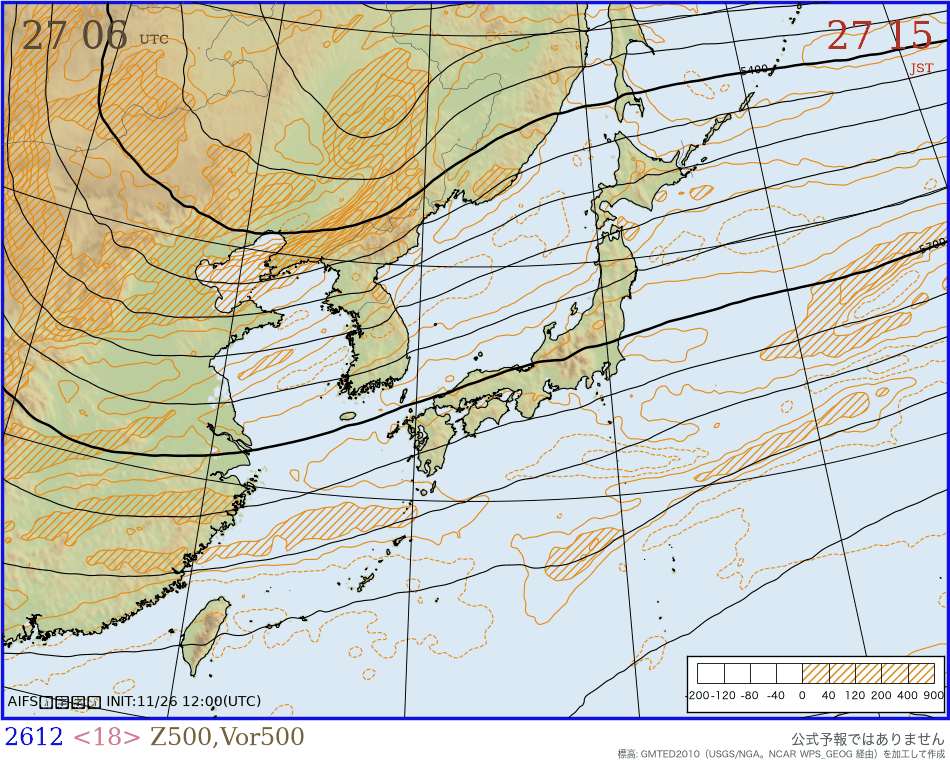 27 06 UTC
27 15
JST
5400
5700
-200 -120 -80 -40 0 40 120 200 400 900
AIFS INIT:11/26 12:00(UTC)
2612 <18> Z500,Vor500
公式予報ではありません
標高: GMTED2010（USGS/NGA。NCAR WPS_GEOG 経由）を加工して作成